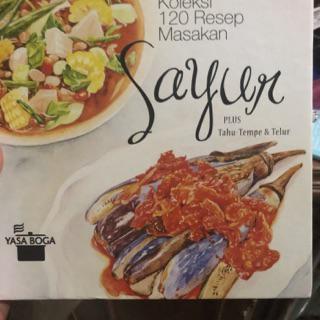 Koleksi
120 Resep
Masakan
Sayur
PLUS
Tahu Tempe & Telur
YASA BOGA